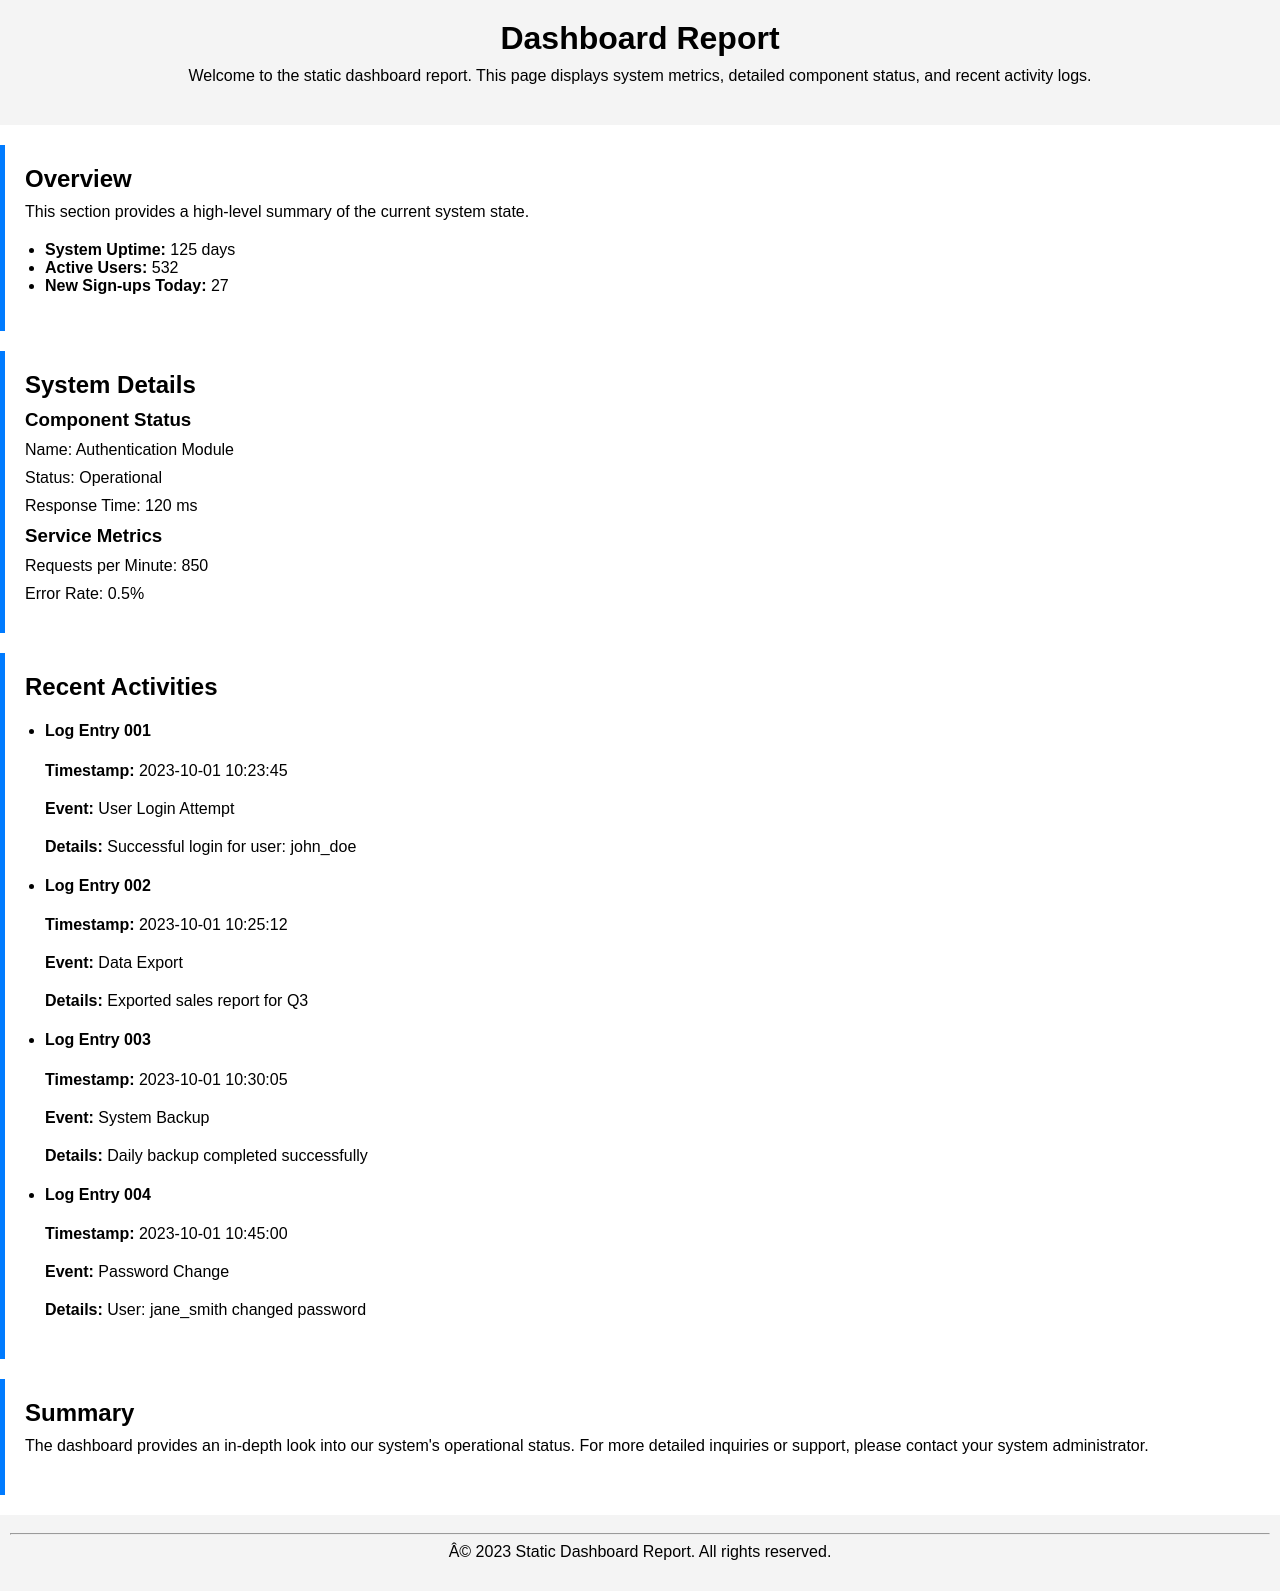 Dashboard Report
Welcome to the static dashboard report. This page displays system metrics, detailed component status, and recent activity logs.
Overview
This section provides a high-level summary of the current system state.
• System Uptime: 125 days
• Active Users: 532
• New Sign-ups Today: 27
System Details
Component Status
Name: Authentication Module
Status: Operational
Response Time: 120 ms
Service Metrics
Requests per Minute: 850
Error Rate: 0.5%
Recent Activities
• Log Entry 001
Timestamp: 2023-10-01 10:23:45
Event: User Login Attempt
Details: Successful login for user: john_doe
• Log Entry 002
Timestamp: 2023-10-01 10:25:12
Event: Data Export
Details: Exported sales report for Q3
• Log Entry 003
Timestamp: 2023-10-01 10:30:05
Event: System Backup
Details: Daily backup completed successfully
• Log Entry 004
Timestamp: 2023-10-01 10:45:00
Event: Password Change
Details: User: jane_smith changed password
Summary
The dashboard provides an in-depth look into our system's operational status. For more detailed inquiries or support, please contact your system administrator.
Â© 2023 Static Dashboard Report. All rights reserved.